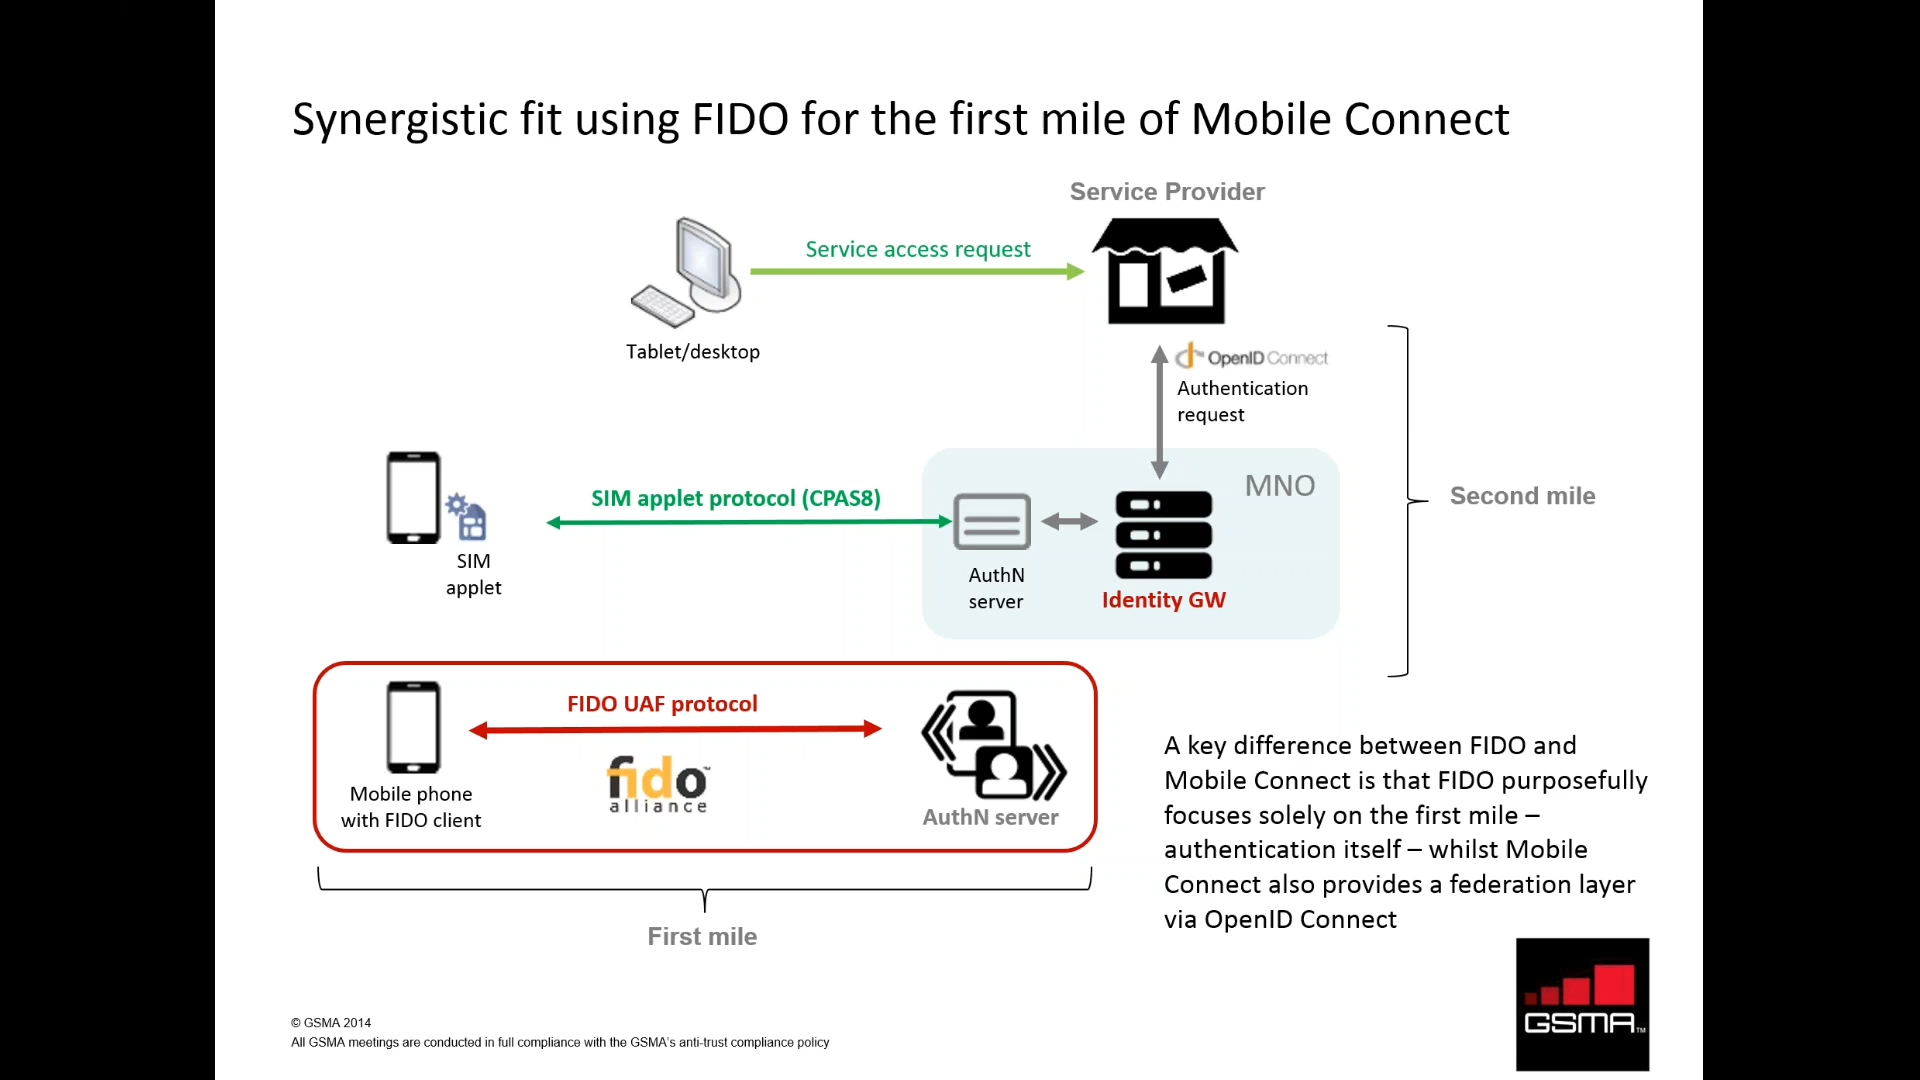 Synergistic fit using FIDO for the first mile of Mobile Connect
Service Provider
Service access request
Tablet/desktop
OpenID Connect
Authentication
request
MNO
SIM applet protocol (CPAS8)
Second mile
SIM
applet
AuthN
server
Identity GW
FIDO UAF protocol
fido™
alliance
Mobile phone
with FIDO client
AuthN server
First mile
A key difference between FIDO and
Mobile Connect is that FIDO purposefully
focuses solely on the first mile –
authentication itself – whilst Mobile
Connect also provides a federation layer
via OpenID Connect
GSMA™
© GSMA 2014
All GSMA meetings are conducted in full compliance with the GSMA's anti-trust compliance policy